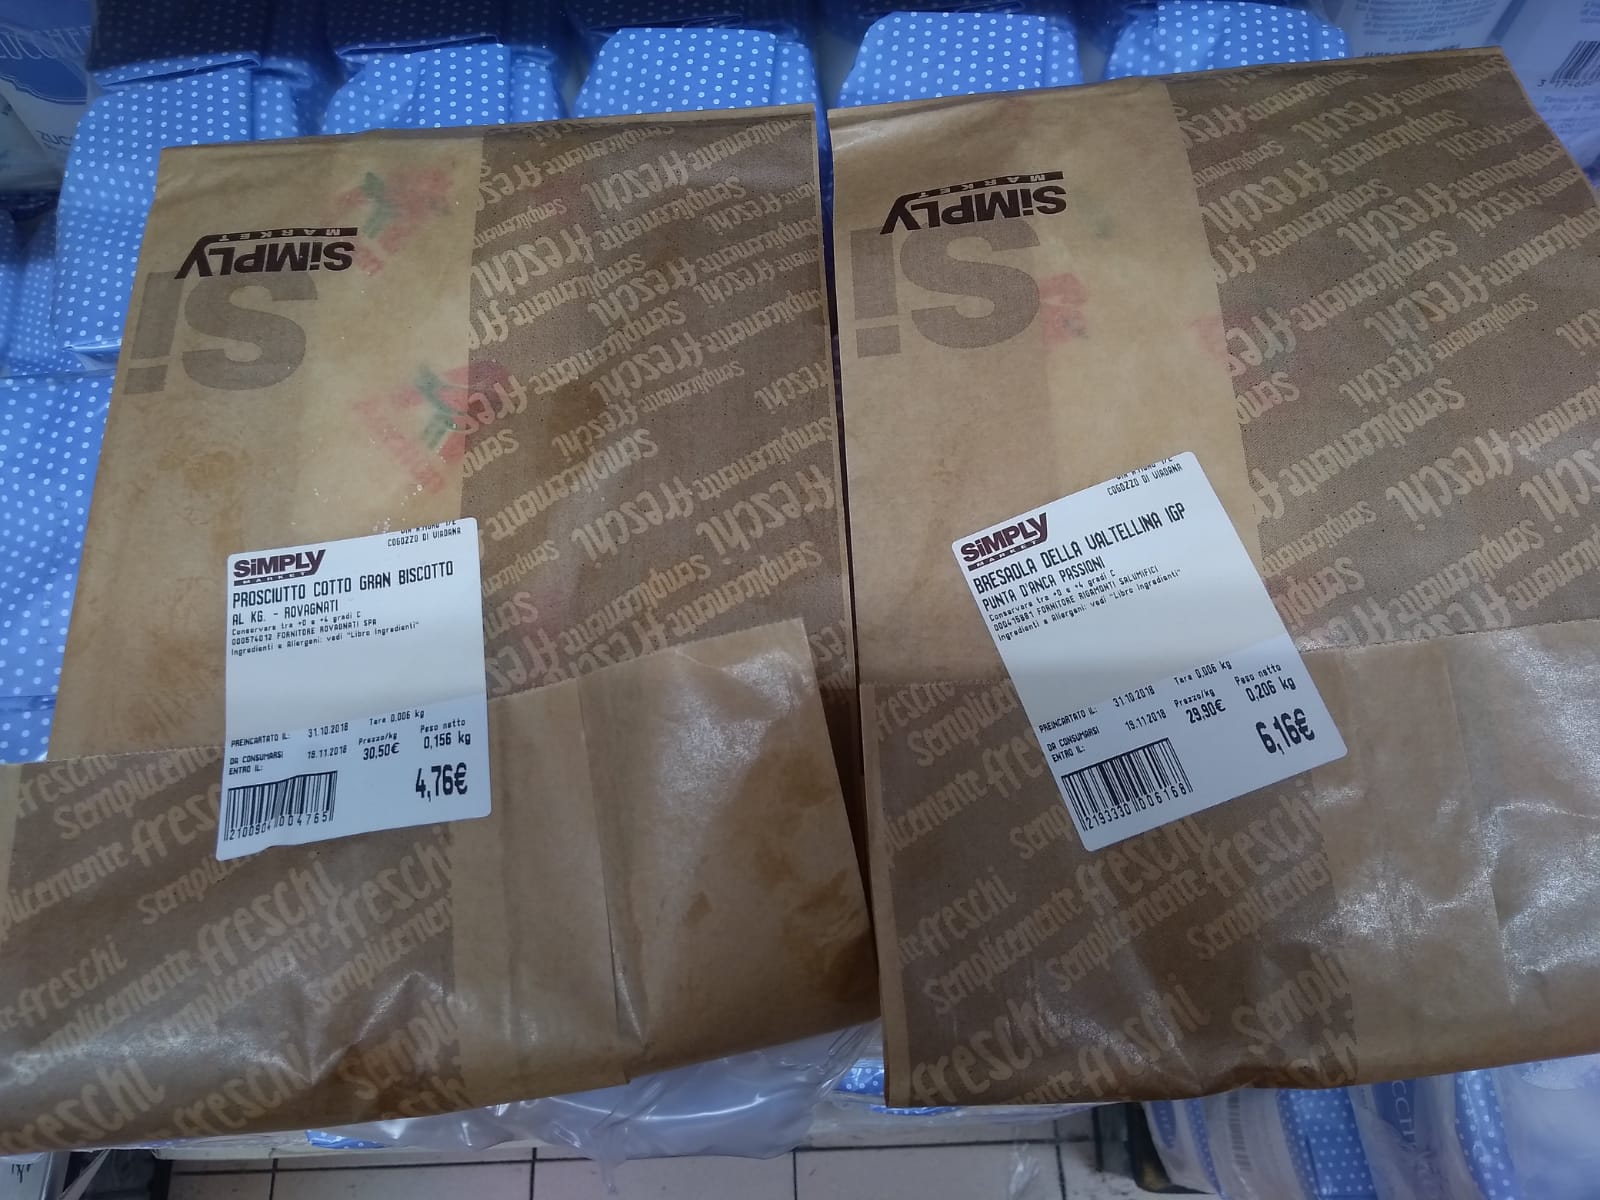 SiMPLY
MARKET
Si
Semplicemente freschi
COGOZZO DI VIADANA
SiMPLY
MARKET
PROSCIUTTO COTTO GRAN BISCOTTO
AL KG. - ROVAGNATI
Conservare tra +0 e +4 gradi C
000574012 FORNITORE ROVAGNATI SPA
Ingredienti e Allergeni: vedi "Libro Ingredienti"
Tara 0,006 kg
PREINCARTATO IL: 31.10.2018 Prezzo/kg Peso netto
DA CONSUMARSI 19.11.2018 30,50€ 0,156 kg
ENTRO IL:
4,76€
2100904004765
SiMPLY
MARKET
Si
Semplicemente freschi
COGOZZO DI VIADANA
SiMPLY
MARKET
BRESAOLA DELLA VALTELLINA IGP
PUNTA D'ANCA PASSIONI
Conservare tra +0 e +4 gradi C
FORNITORE RIGAMONTI SALUMIFICI
Ingredienti e Allergeni: vedi "Libro Ingredienti"
Tara 0,006 kg
PREINCARTATO IL: 31.10.2018 Prezzo/kg Peso netto
DA CONSUMARSI 19.11.2018 29,90€ 0,206 kg
ENTRO IL:
6,16€
2193330006168